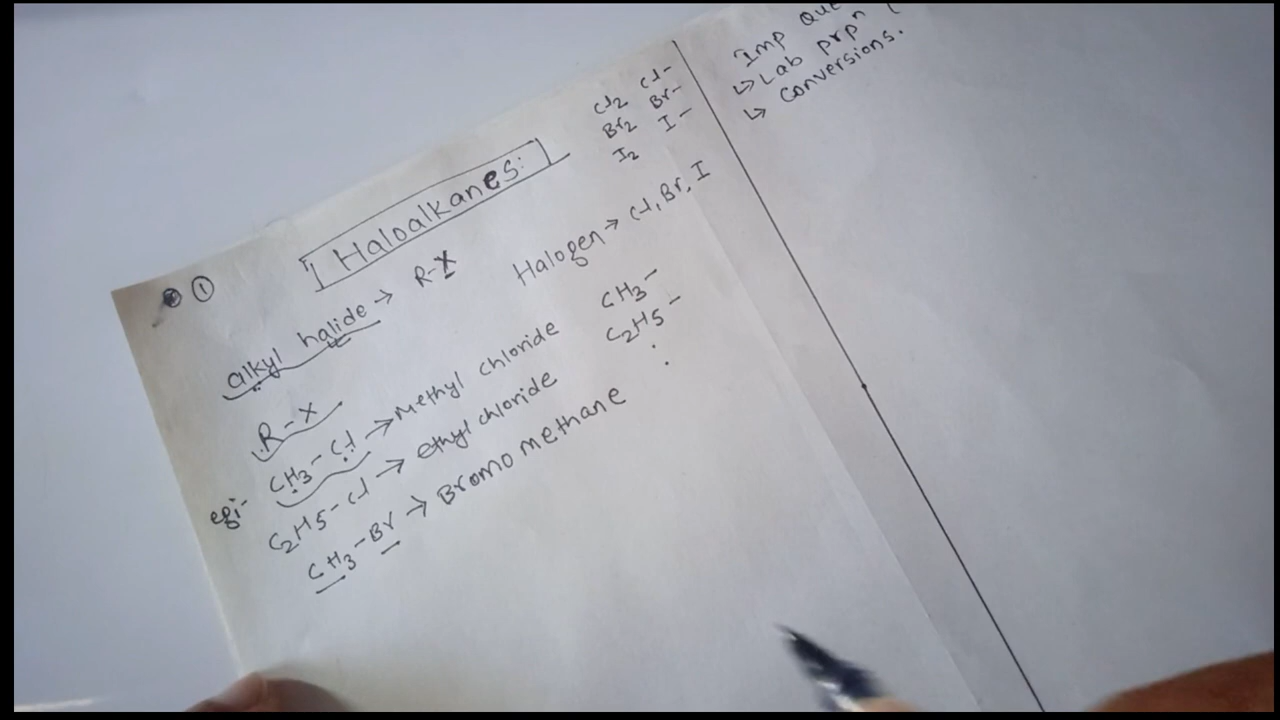 ① Haloalkanes:
Cl2 Cl-
Br2 Br-
I2 I-
alkyl halide → R-X
Halogen → Cl, Br, I
R-X
CH3-
C2H5-
eg:- CH3-Cl → Methyl chloride
C2H5-Cl → ethyl chloride
CH3-Br → Bromo methane
Imp
↳ Lab prpn (
↳ conversions.